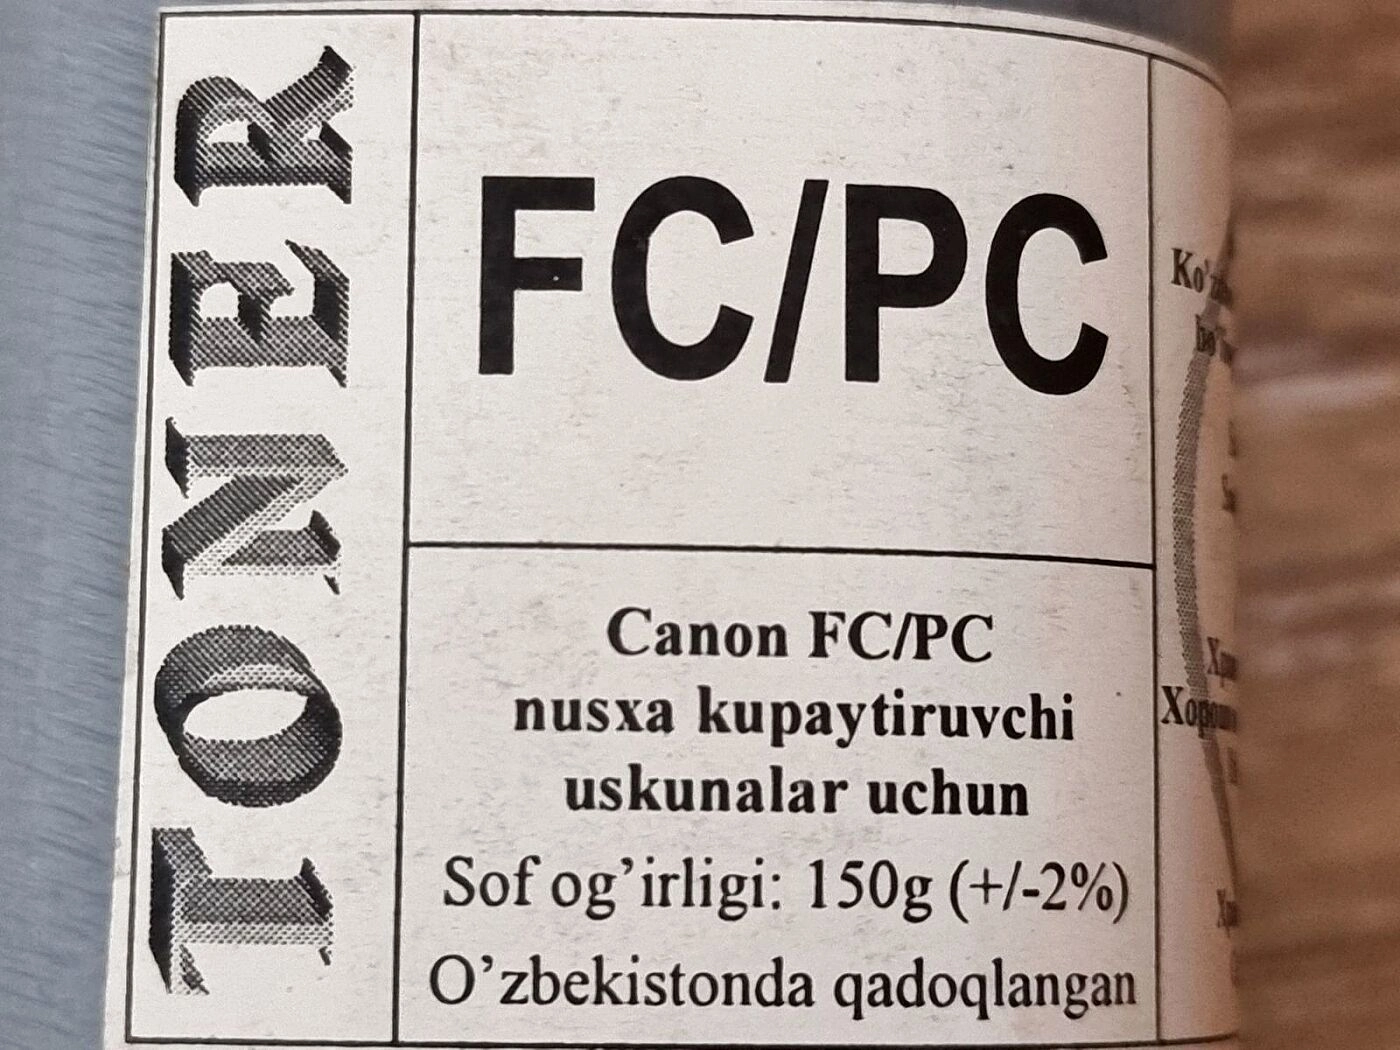 TONER
FC/PC
Canon FC/PC
nusxa kupaytiruvchi
uskunalar uchun
Sof og’irligi: 150g (+/-2%)
O’zbekistonda qadoqlangan